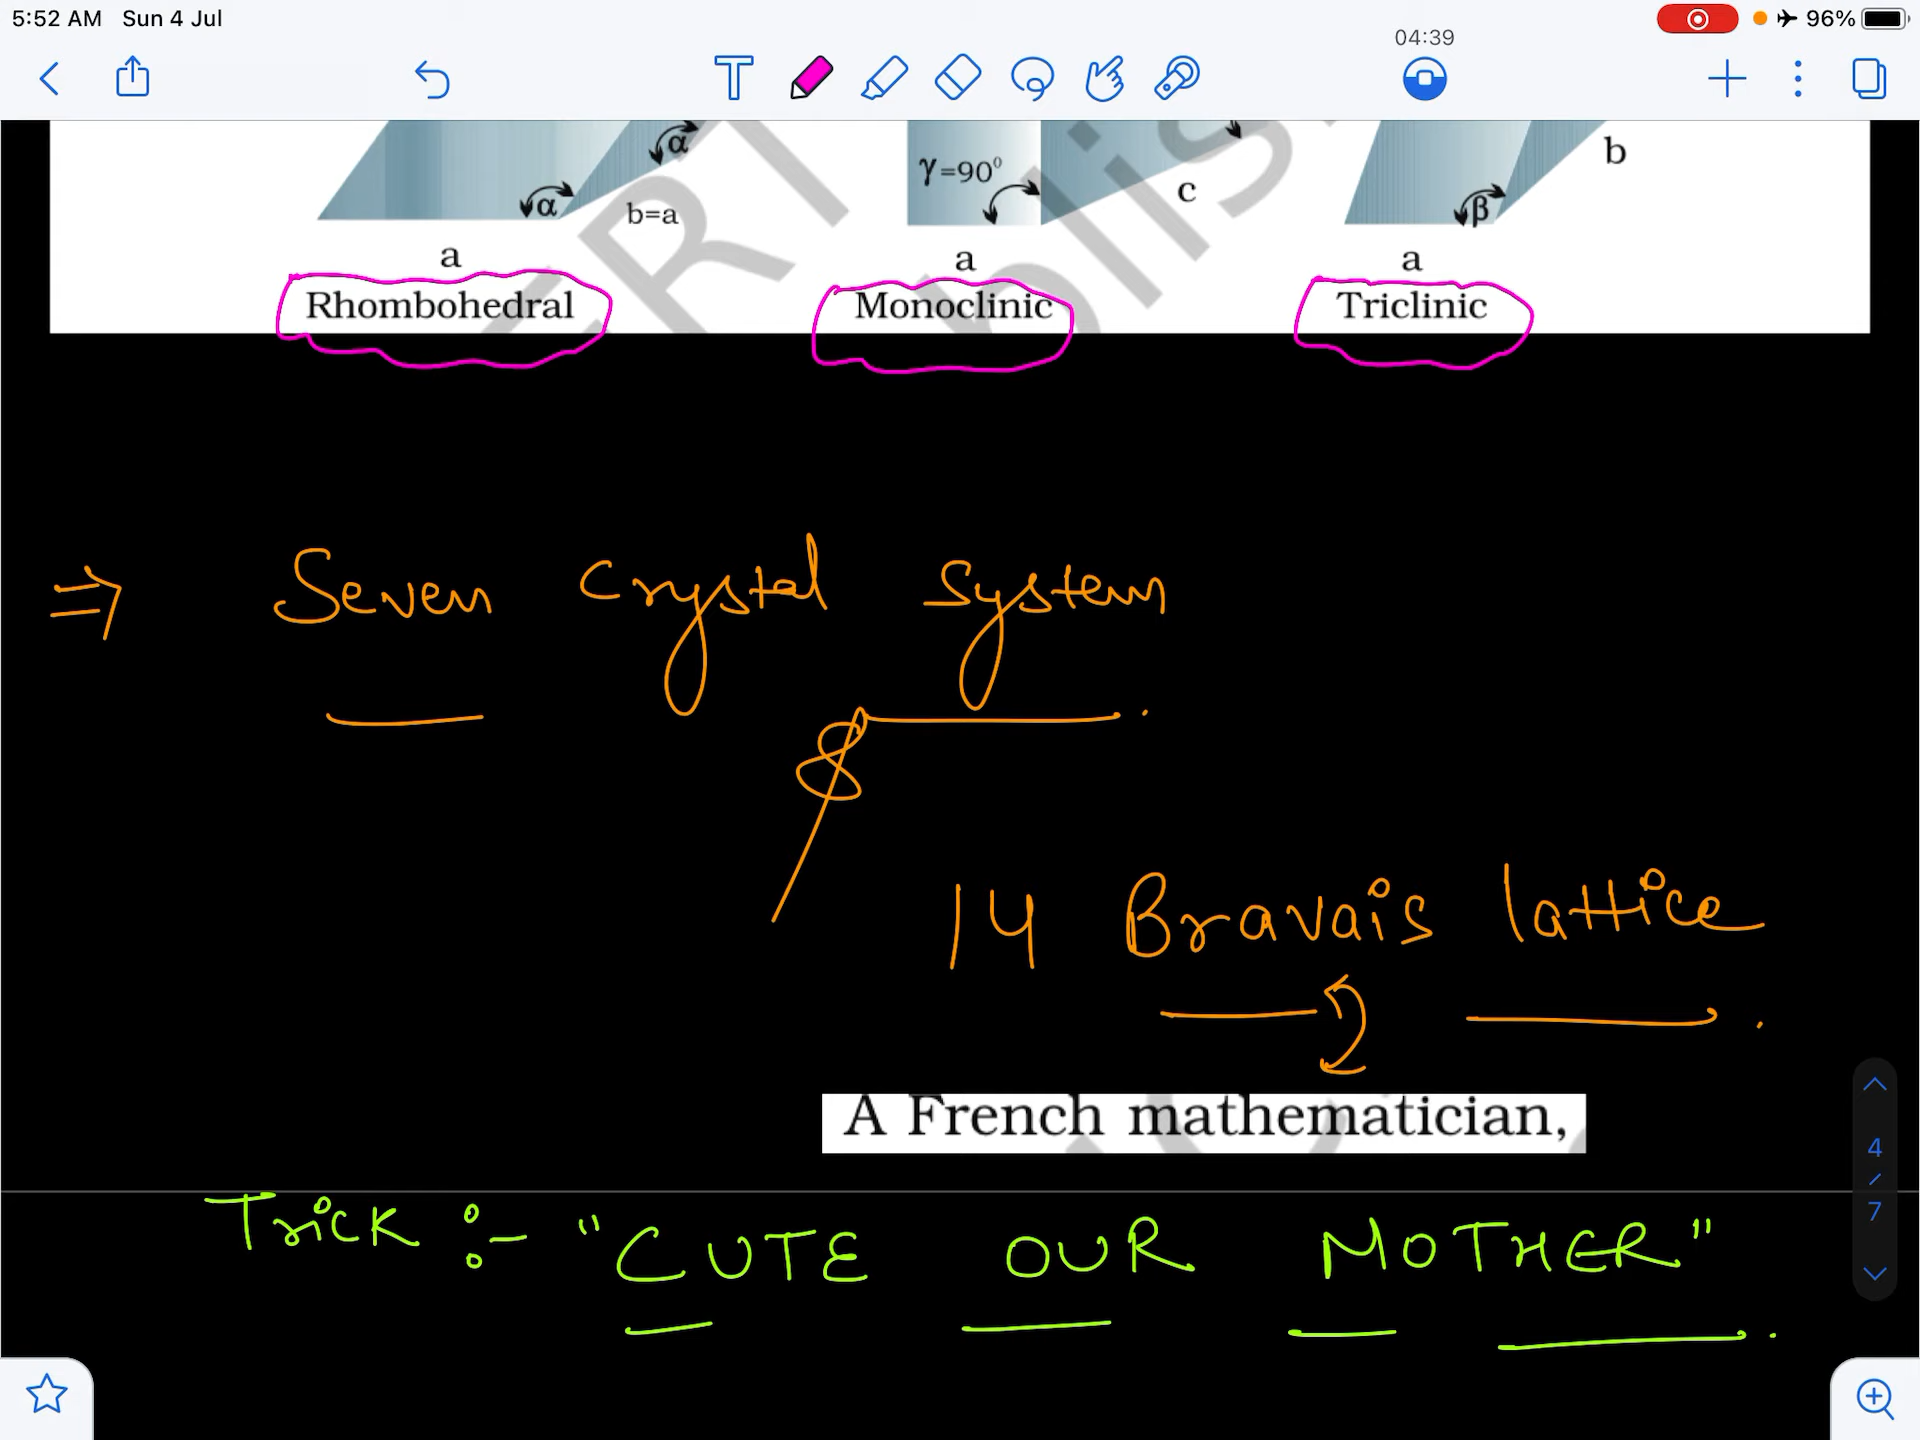 5:52 AM Sun 4 Jul
96%
04:39
α
α
b=a
a
Rhombohedral
γ=90⁰
c
a
Monoclinic
b
β
a
Triclinic
⇒ Seven Crystal System
&
14 Bravais lattice
A French mathematician,
Trick :- "CUTE OUR MOTHER"
4
/
7